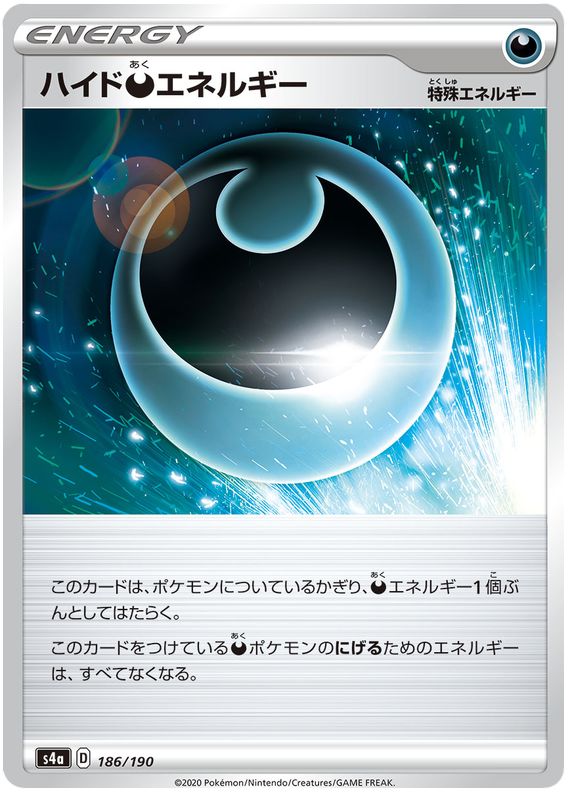 ENERGY
ハイド エネルギー
あく
特殊エネルギー
とくしゅ
このカードは、ポケモンについているかぎり、 エネルギー1個ぶ
あく
こ
んとしてはたらく。
このカードをつけている ポケモンのにげるためのエネルギー
あく
は、すべてなくなる。
s4a D 186/190
©2020 Pokémon/Nintendo/Creatures/GAME FREAK.